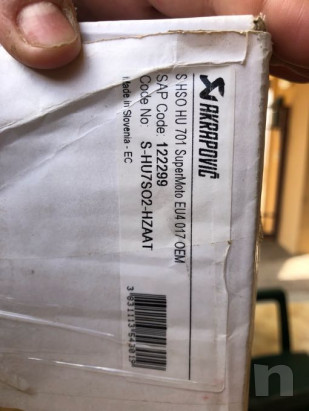 AKRAPOVIČ
S HSO HU 701 SuperMoto EU4 017 OEM
SAP Code: 122299
Code No: S-HU7SO2-HZAAT
Made in Slovenia - EC
n